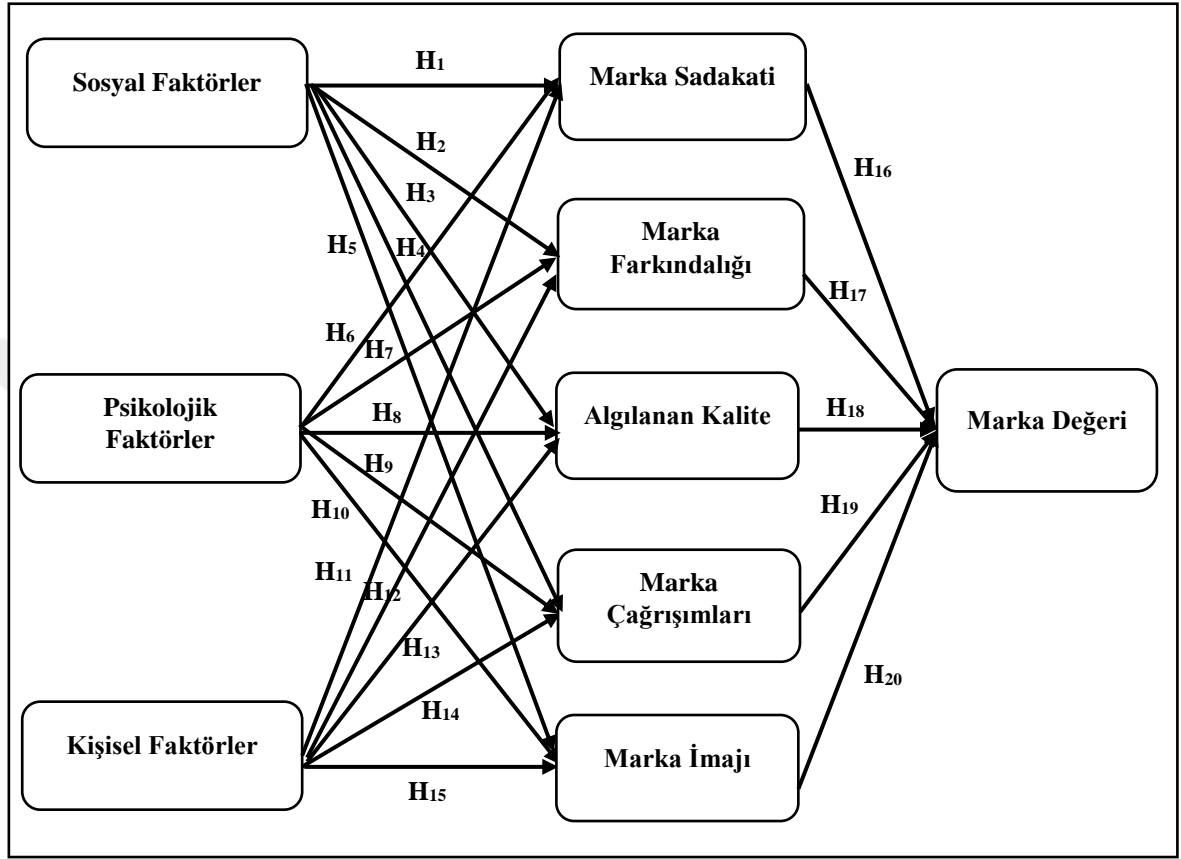 Sosyal Faktörler
H1
Marka Sadakati
H2
H3
H4
H5
H16
Marka
Farkındalığı
H17
H6
H7
Psikolojik
Faktörler
H8
Algılanan Kalite
H18
Marka Değeri
H9
H10
H19
H11
H12
Marka
Çağrışımları
H13
H14
H20
Kişisel Faktörler
H15
Marka İmajı